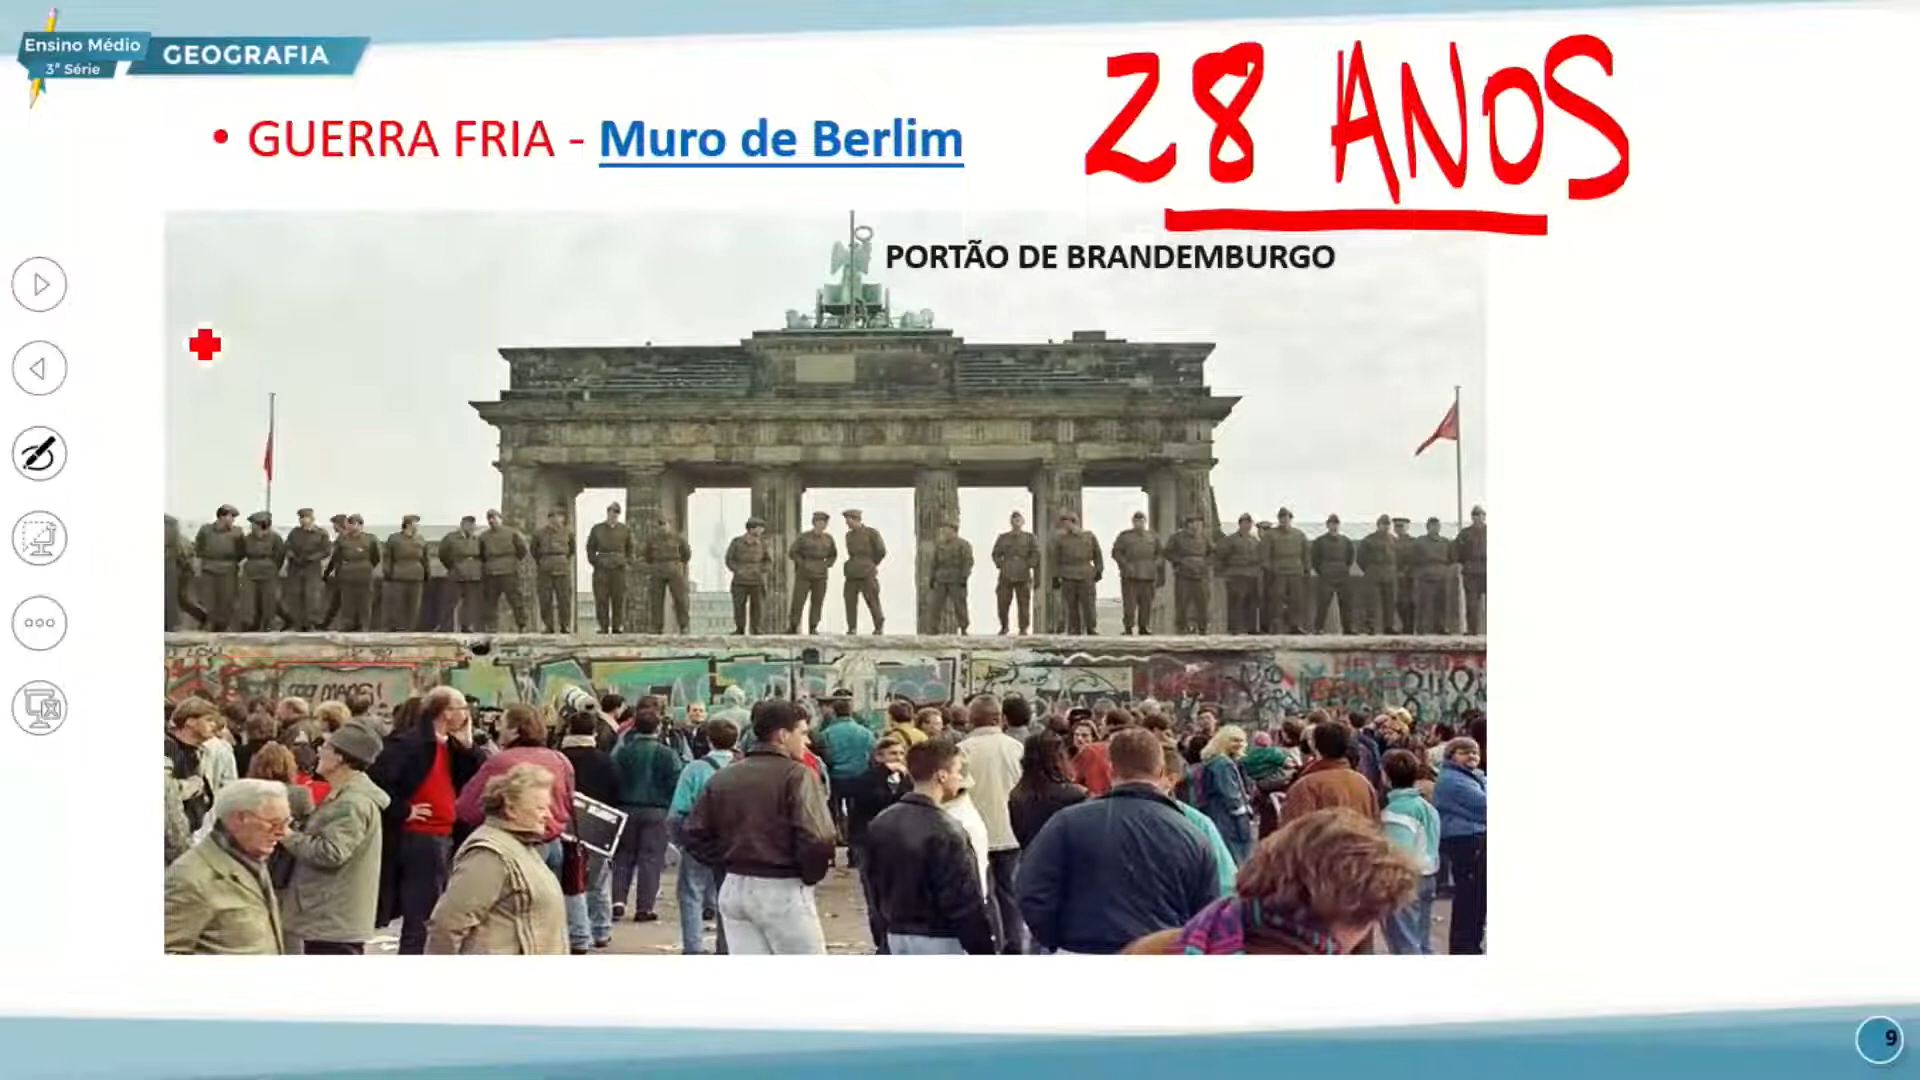 Ensino Médio
3ª Série
GEOGRAFIA
28 ANOS
• GUERRA FRIA - Muro de Berlim
PORTÃO DE BRANDEMBURGO
9